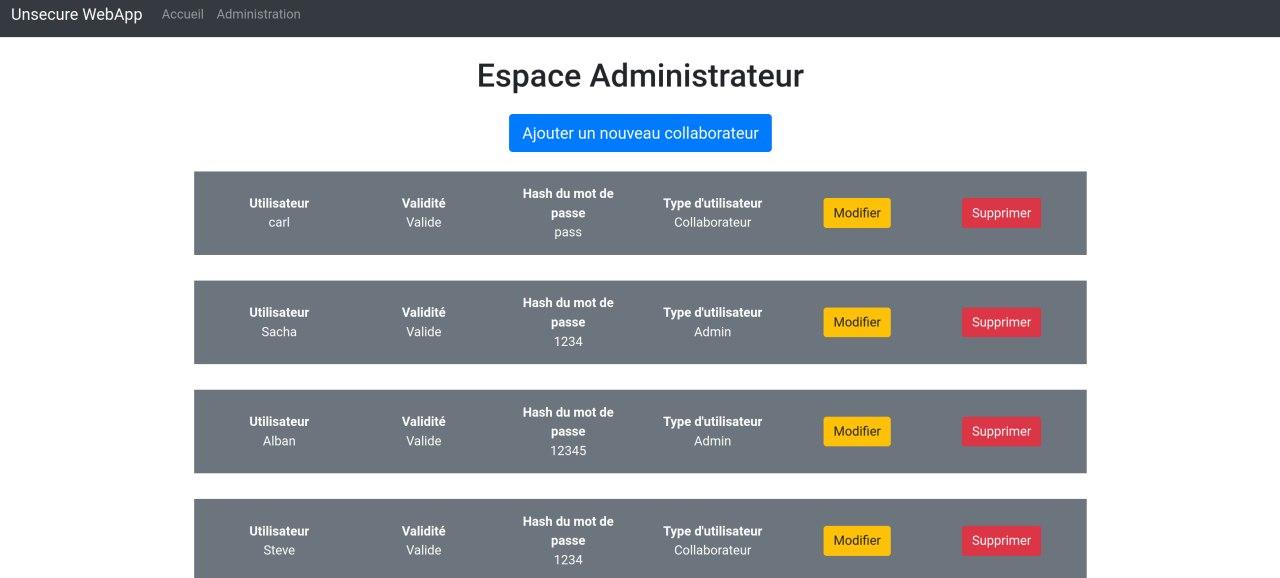 Unsecure WebApp Accueil Administration
Espace Administrateur
Ajouter un nouveau collaborateur
Utilisateur
carl
Validité
Valide
Hash du mot de
passe
pass
Type d'utilisateur
Collaborateur
Modifier
Supprimer
Utilisateur
Sacha
Validité
Valide
Hash du mot de
passe
1234
Type d'utilisateur
Admin
Modifier
Supprimer
Utilisateur
Alban
Validité
Valide
Hash du mot de
passe
12345
Type d'utilisateur
Admin
Modifier
Supprimer
Utilisateur
Steve
Validité
Valide
Hash du mot de
passe
1234
Type d'utilisateur
Collaborateur
Modifier
Supprimer